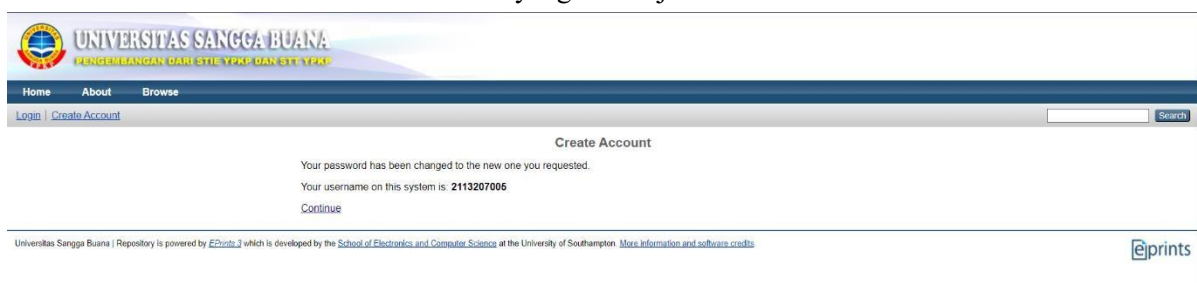 UNIVERSITAS SANGGA BUANA
PENGEMBANGAN DARI STIE YPKP DAN STT YPKP
Home About Browse
Login | Create Account Search
Create Account
Your password has been changed to the new one you requested.
Your username on this system is: 2113207006
Continue
Universitas Sangga Buana | Repository is powered by EPrints 3 which is developed by the School of Electronics and Computer Science at the University of Southampton. More information and software credits.
eprints